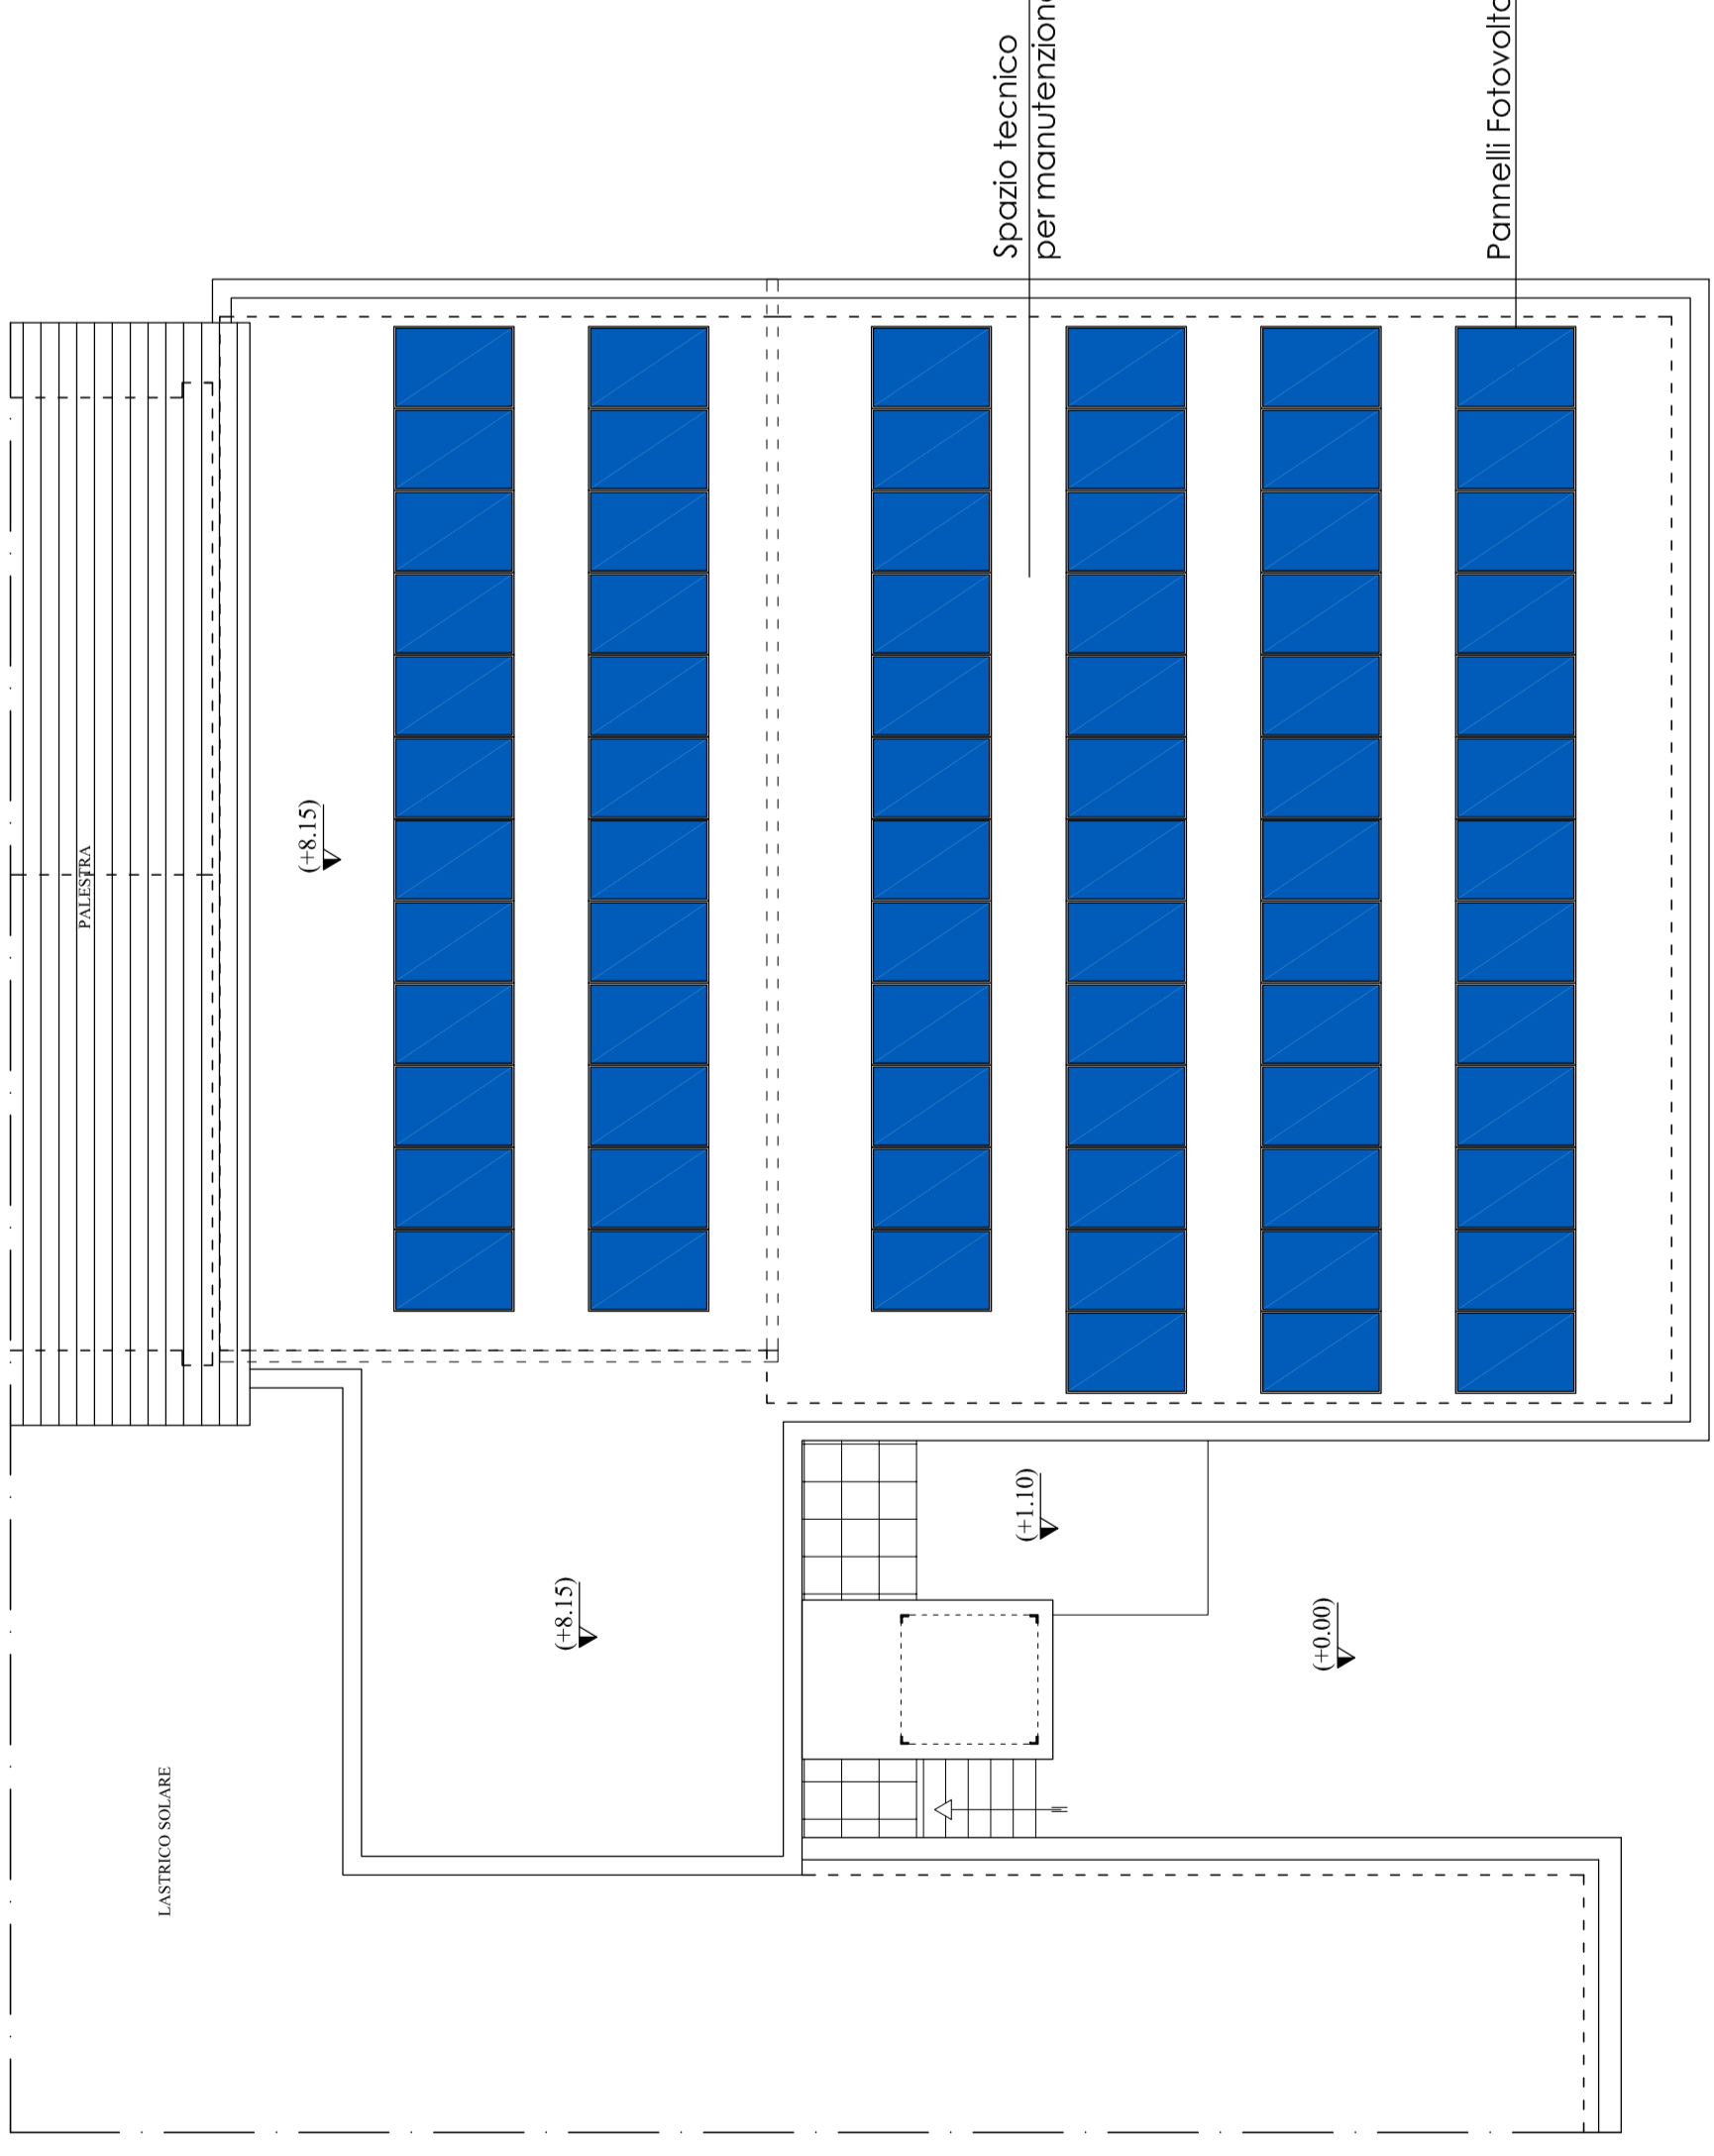 Spazio tecnico
per manutenzione
Pannelli Fotovolta
PALESTRA
(+8.15)
(+1.10)
(+8.15)
(+0.00)
LASTRICO SOLARE